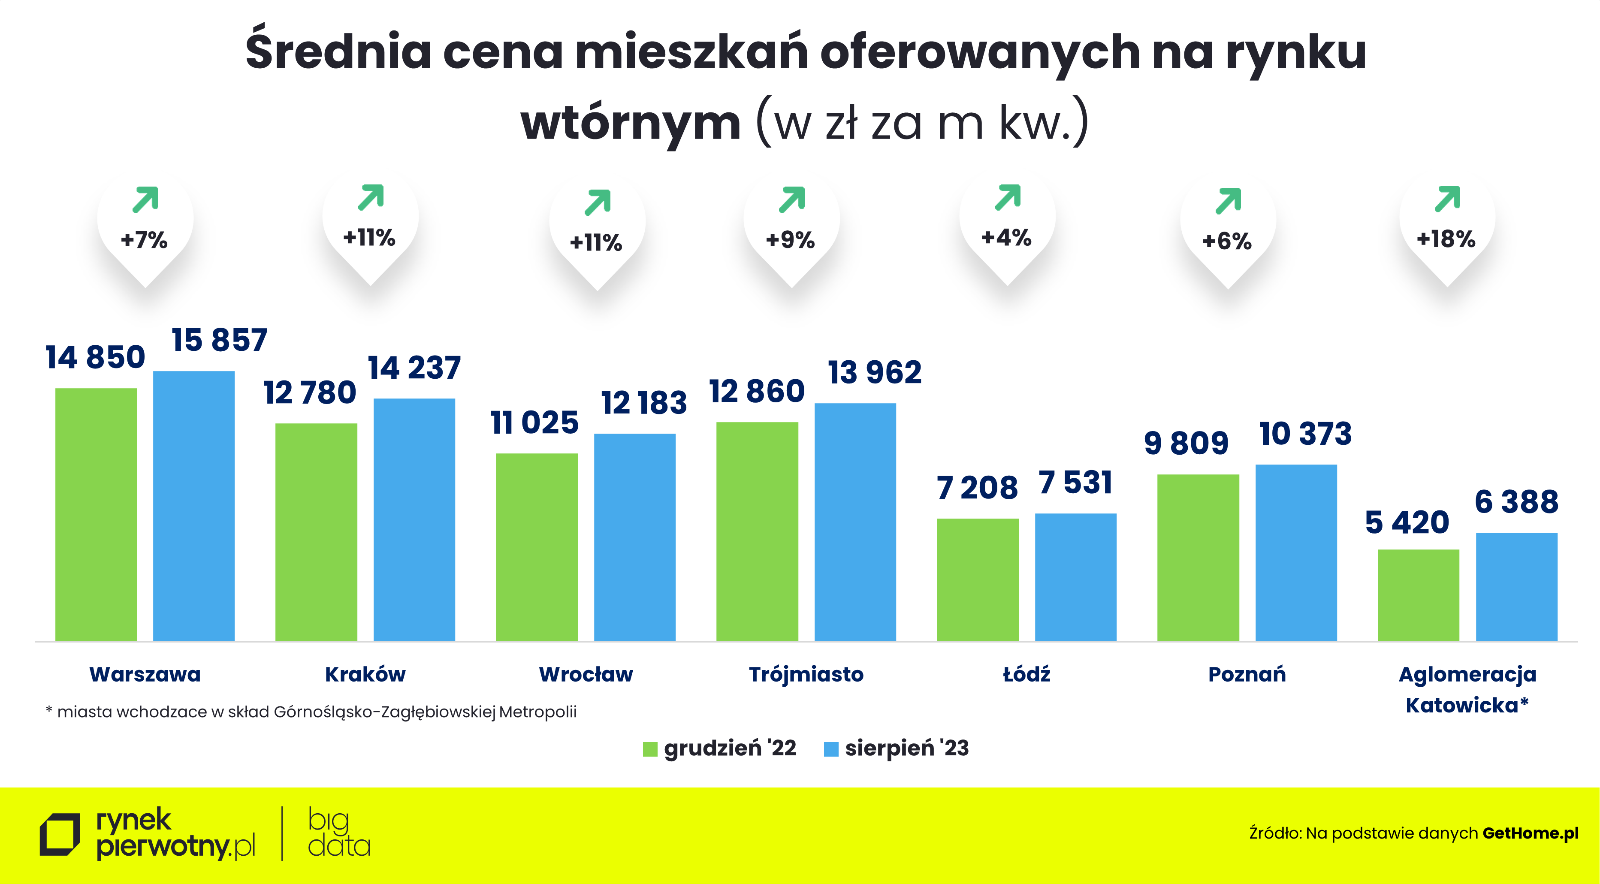 Średnia cena mieszkań oferowanych na rynku
wtórnym (w zł za m kw.)
+7%
+11%
+11%
+9%
+4%
+6%
+18%
14 850
15 857
12 780
14 237
11 025
12 183
12 860
13 962
7 208
7 531
9 809
10 373
5 420
6 388
Warszawa
Kraków
Wrocław
Trójmiasto
Łódź
Poznań
Aglomeracja
Katowicka*
* miasta wchodzace w skład Górnośląsko-Zagłębiowskiej Metropolii
grudzień '22
sierpień '23
rynek
pierwotny.pl
big
data
Źródło: Na podstawie danych GetHome.pl